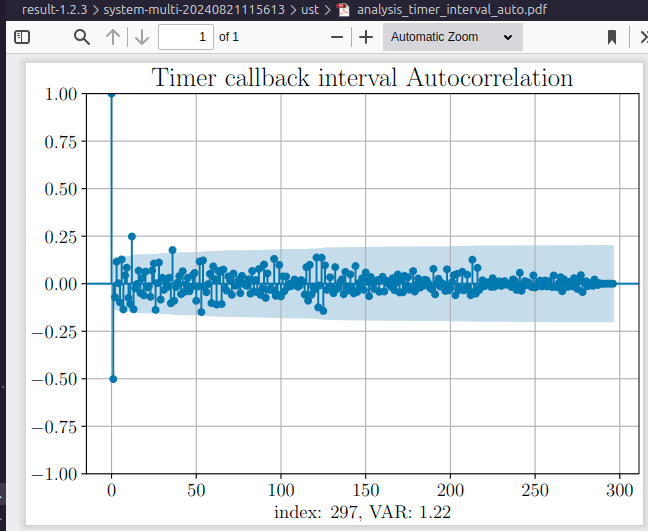 result-1.2.3 > system-multi-20240821115613 > ust > analysis_timer_interval_auto.pdf
1 of 1
Automatic Zoom
Timer callback interval Autocorrelation
1.00
0.75
0.50
0.25
0.00
−0.25
−0.50
−0.75
−1.00
0 50 100 150 200 250 300
index: 297, VAR: 1.22